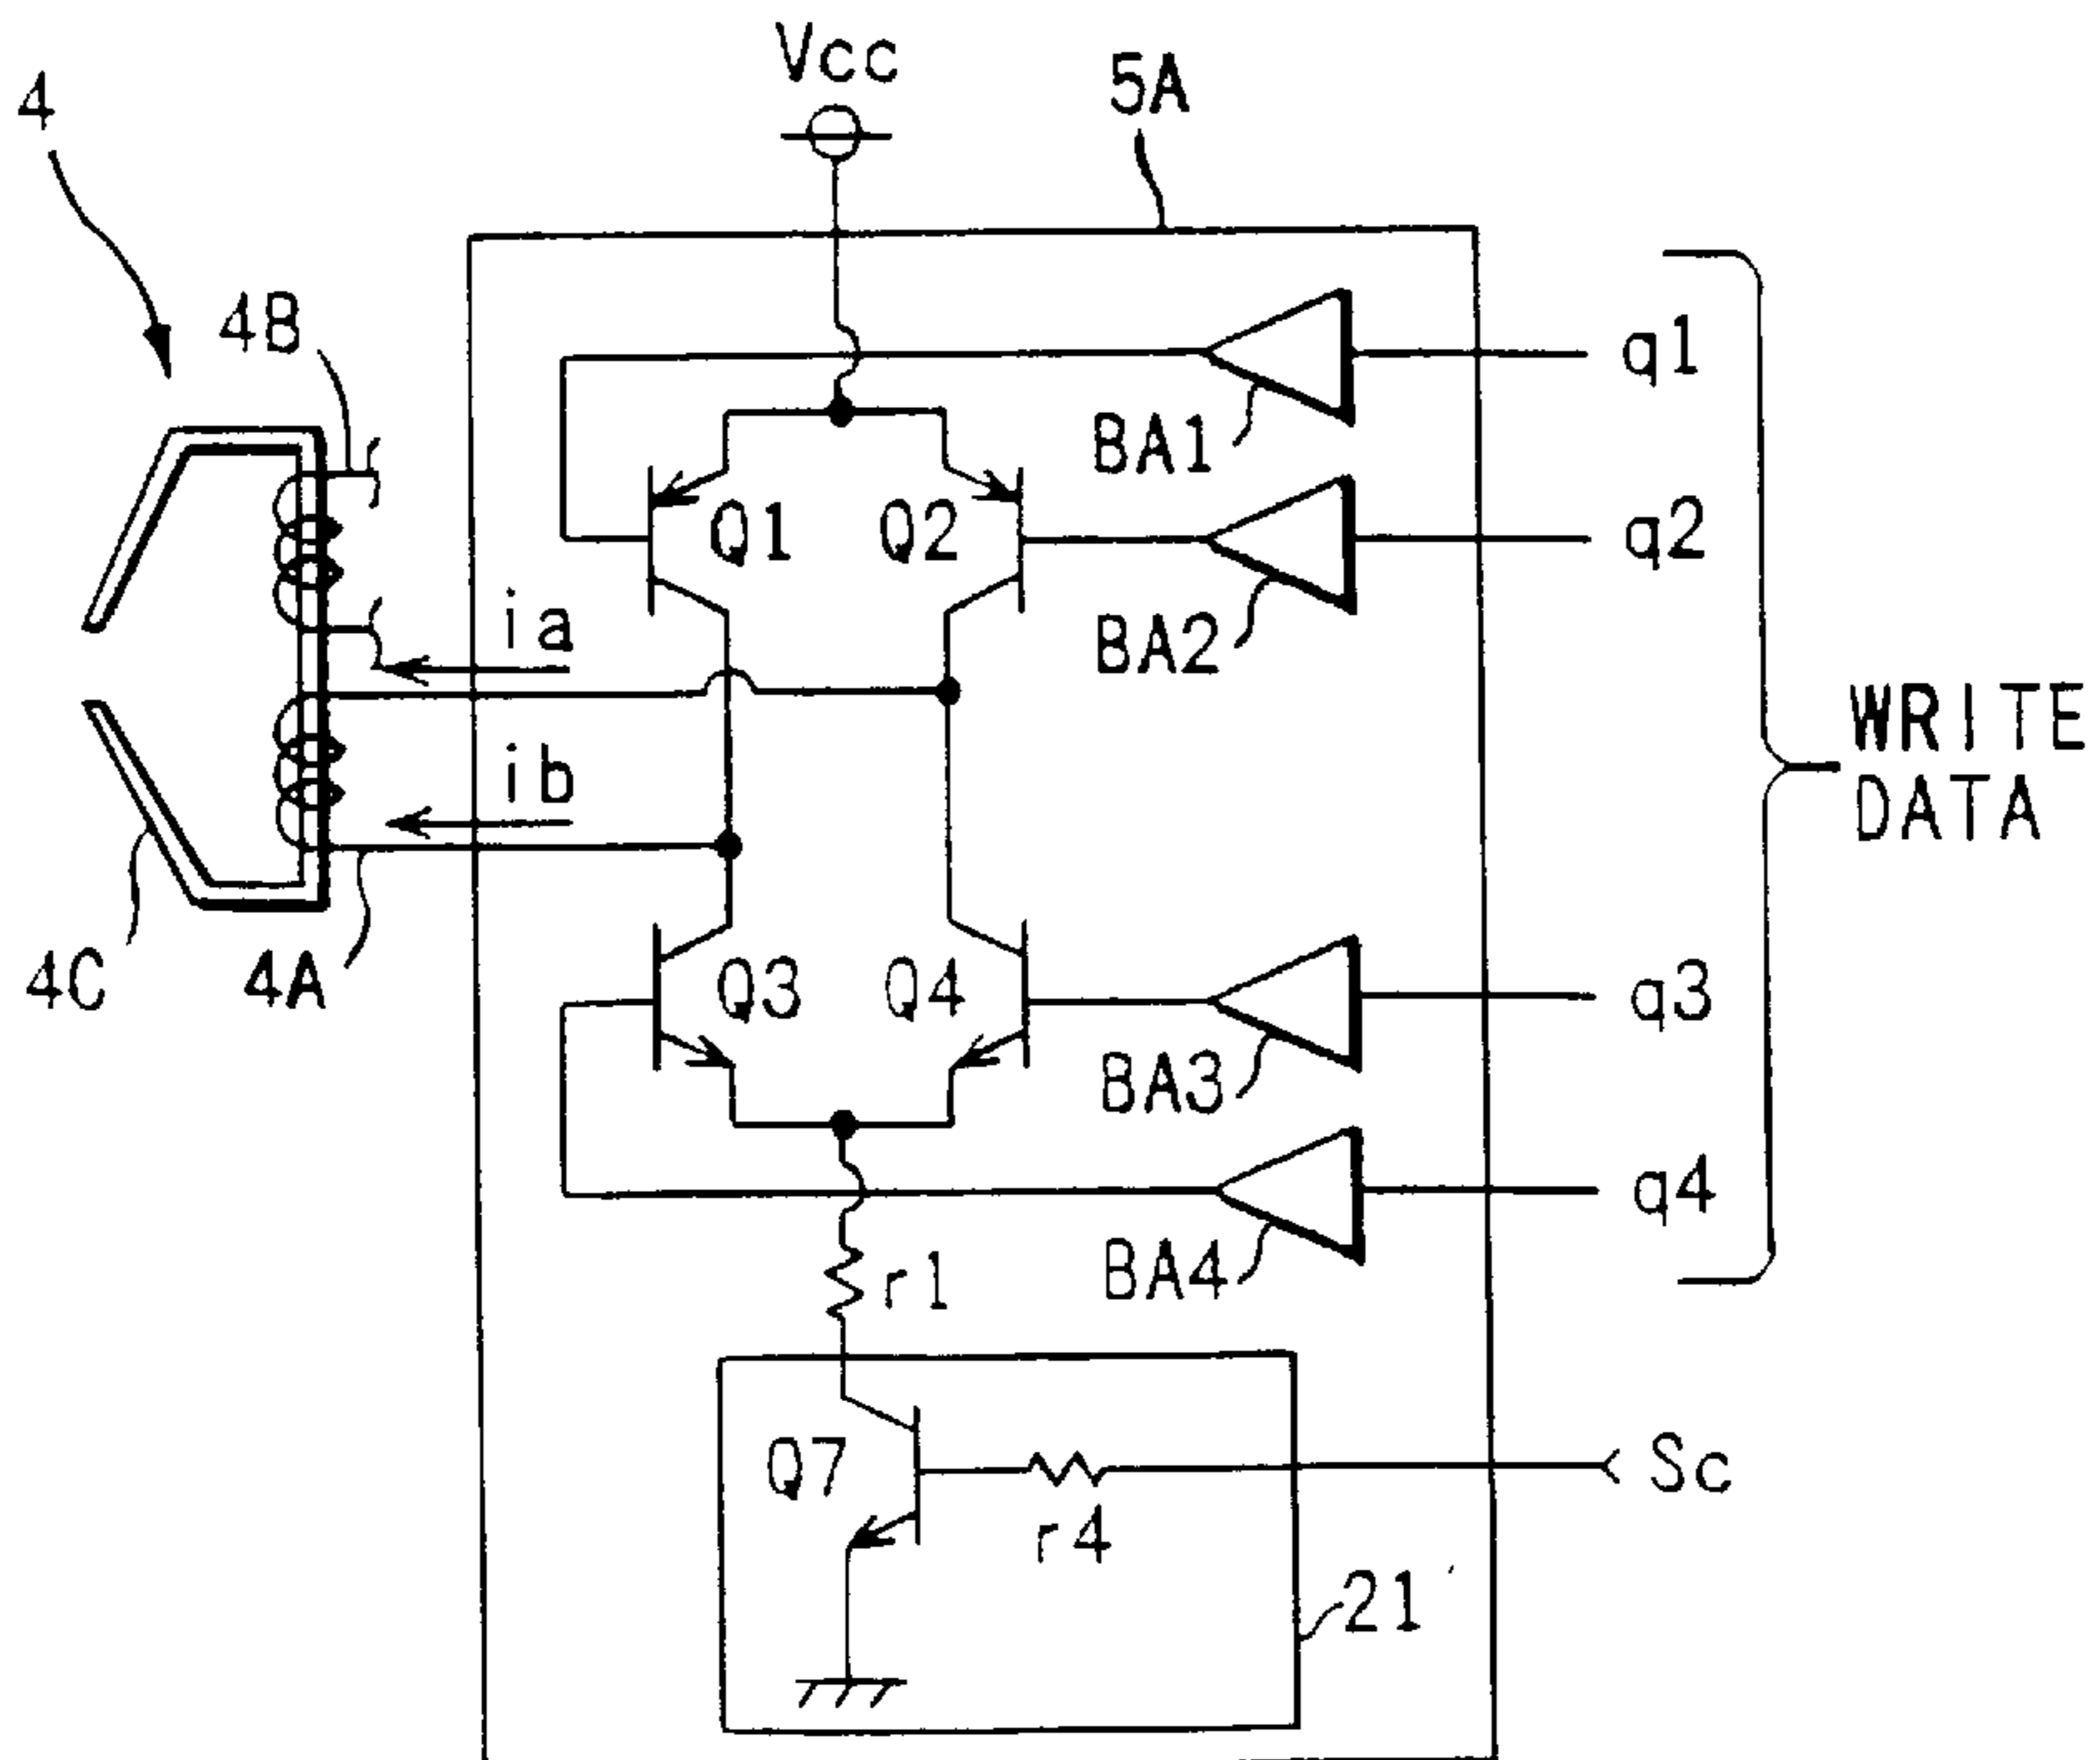 Vcc
5A
4
4B
q1
BA1
Q1
Q2
q2
BA2
ia
WRITE
DATA
ib
4C
4A
Q3
Q4
q3
BA3
q4
BA4
r1
Q7
Sc
r4
21